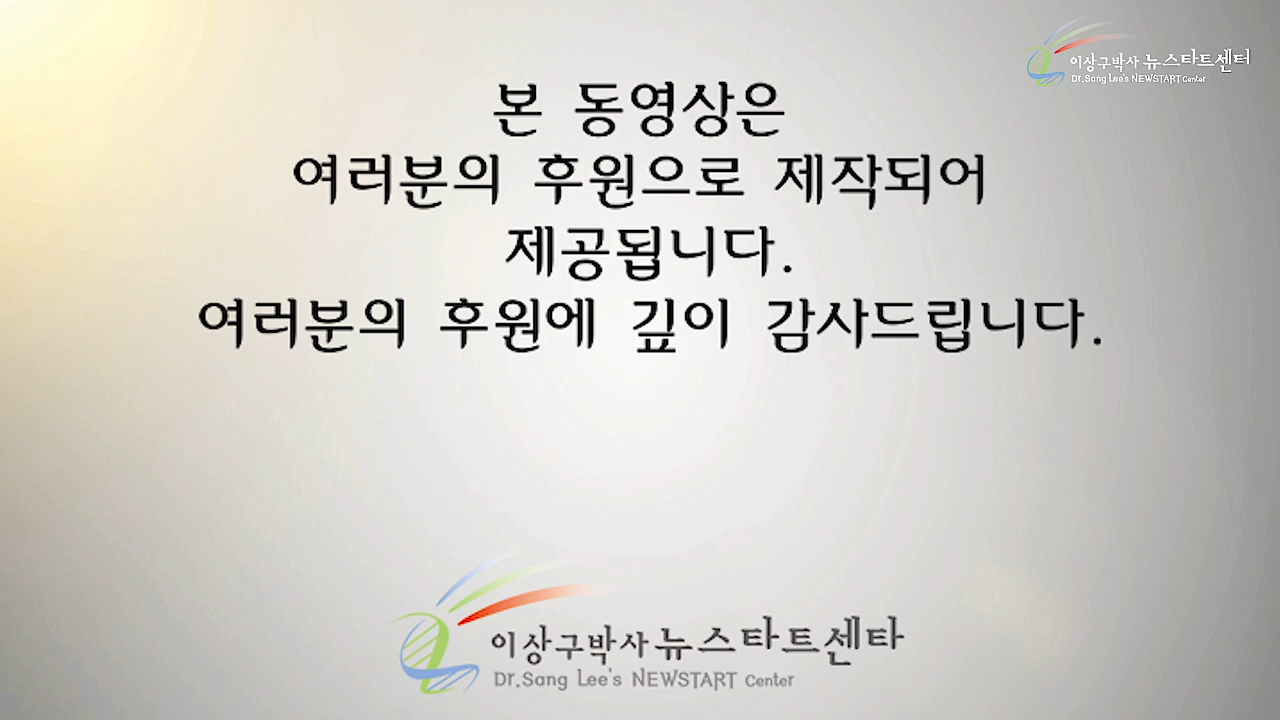 이상구박사 뉴스타트센터
Dr.Sang Lee's NEWSTART Center
본 동영상은
여러분의 후원으로 제작되어
제공됩니다.
여러분의 후원에 깊이 감사드립니다.
이상구박사 뉴스타트센타
Dr.Sang Lee's NEWSTART Center